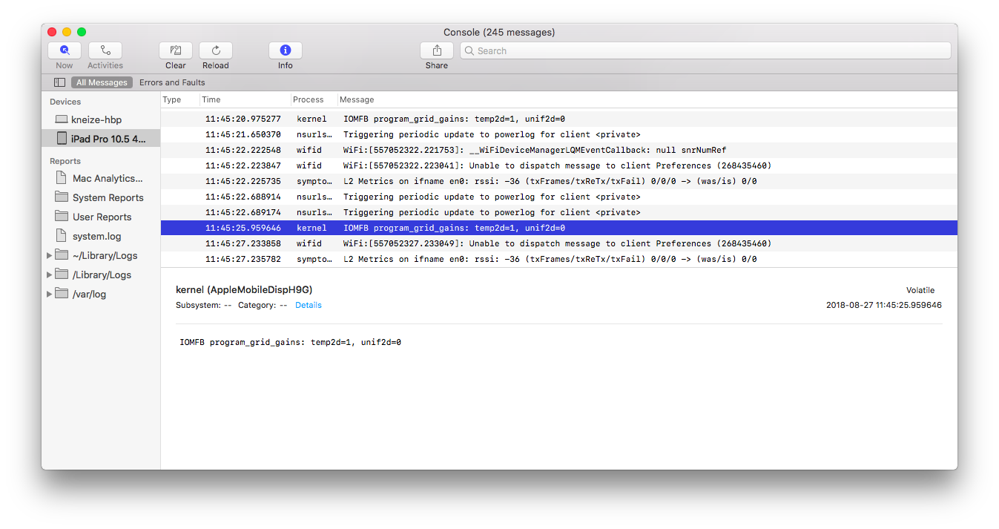 Console (245 messages)
Now Activities Clear Reload Info Share Search
All Messages Errors and Faults
Devices
kneize-hbp
iPad Pro 10.5 4...
Reports
Mac Analytics...
System Reports
User Reports
system.log
~/Library/Logs
/Library/Logs
/var/log
Type Time Process Message
11:45:20.975277 kernel IOMFB program_grid_gains: temp2d=1, unif2d=0
11:45:21.650370 nsurls… Triggering periodic update to powerlog for client <private>
11:45:22.222548 wifid WiFi:[557052322.221753]: __WiFiDeviceManagerLQMEventCallback: null snrNumRef
11:45:22.223847 wifid WiFi:[557052322.223041]: Unable to dispatch message to client Preferences (268435460)
11:45:22.225735 sympto… L2 Metrics on ifname en0: rssi: -36 (txFrames/txReTx/txFail) 0/0/0 -> (was/is) 0/0
11:45:22.688914 nsurls… Triggering periodic update to powerlog for client <private>
11:45:22.689174 nsurls… Triggering periodic update to powerlog for client <private>
11:45:25.959646 kernel IOMFB program_grid_gains: temp2d=1, unif2d=0
11:45:27.233858 wifid WiFi:[557052327.233049]: Unable to dispatch message to client Preferences (268435460)
11:45:27.235782 sympto… L2 Metrics on ifname en0: rssi: -36 (txFrames/txReTx/txFail) 0/0/0 -> (was/is) 0/0
kernel (AppleMobileDispH9G) Volatile
Subsystem: -- Category: -- Details 2018-08-27 11:45:25.959646
IOMFB program_grid_gains: temp2d=1, unif2d=0